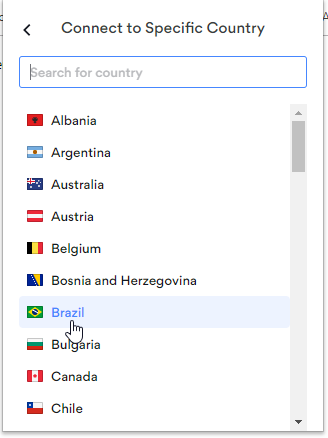 Connect to Specific Country
Search for country
Albania
Argentina
Australia
Austria
Belgium
Bosnia and Herzegovina
Brazil
Bulgaria
Canada
Chile